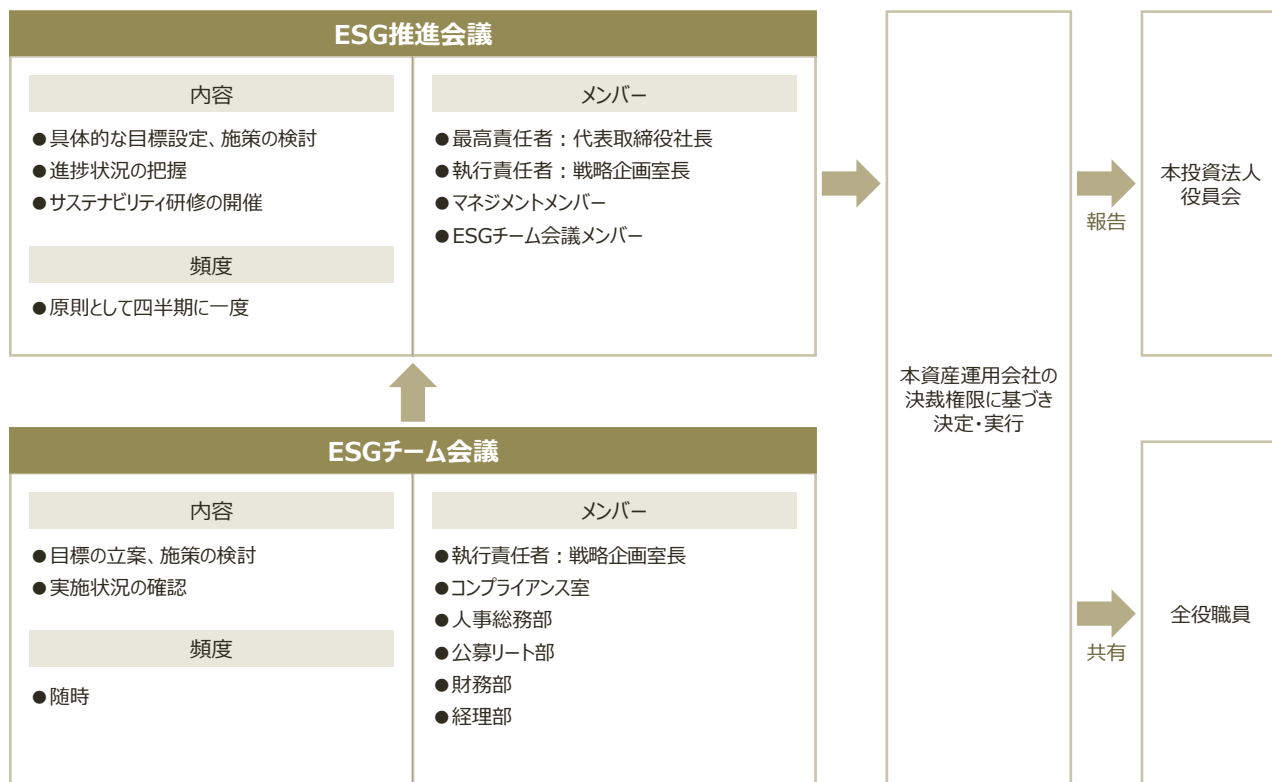 ESG推進会議
内容
●具体的な目標設定、施策の検討
●進捗状況の把握
●サステナビリティ研修の開催
頻度
●原則として四半期に一度
メンバー
●最高責任者：代表取締役社長
●執行責任者：戦略企画室長
●マネジメントメンバー
●ESGチーム会議メンバー
ESGチーム会議
内容
●目標の立案、施策の検討
●実施状況の確認
頻度
●随時
メンバー
●執行責任者：戦略企画室長
●コンプライアンス室
●人事総務部
●公募リート部
●財務部
●経理部
本資産運用会社の
決裁権限に基づき
決定・実行
報告
本投資法人
役員会
共有
全役職員